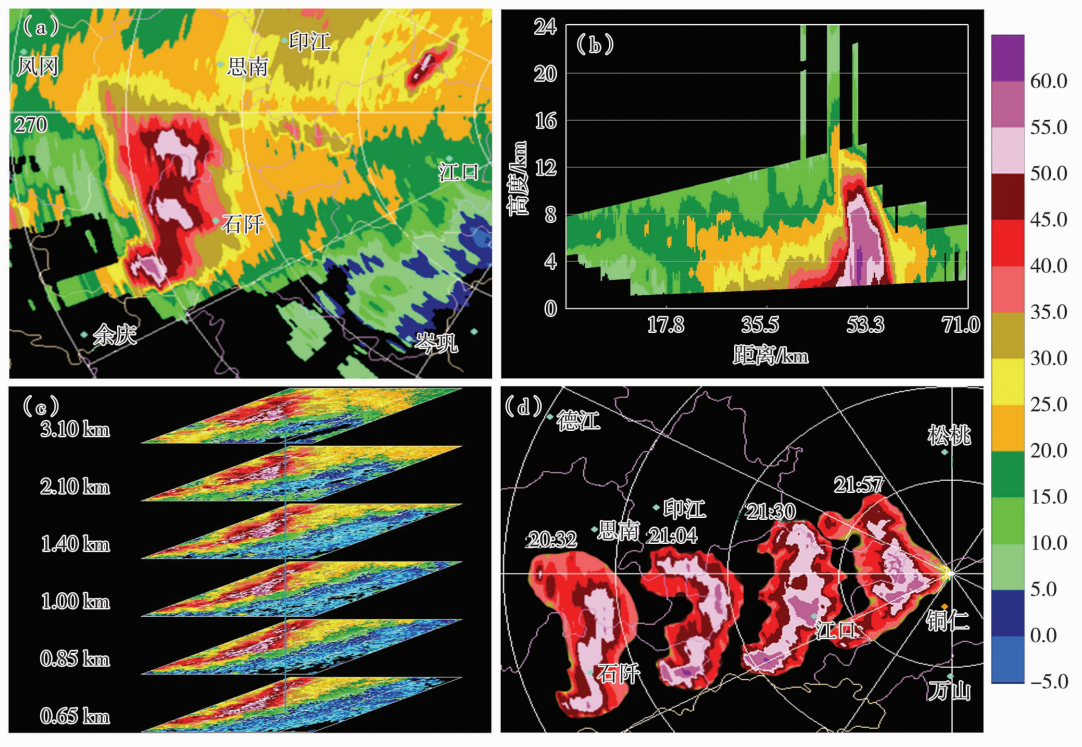 (a)
印江
凤冈
思南
270
江口
石阡
余庆
岑巩
(b)
24
20
16
12
8
4
0
高度/km
17.8
35.5
53.3
71.0
距离/km
60.0
55.0
50.0
45.0
40.0
35.0
30.0
25.0
20.0
15.0
10.0
5.0
0.0
-5.0
(c)
3.10 km
2.10 km
1.40 km
1.00 km
0.85 km
0.65 km
(d)
德江
松桃
21:57
印江
21:30
思南
20:32
21:04
铜仁
江口
石阡
万山